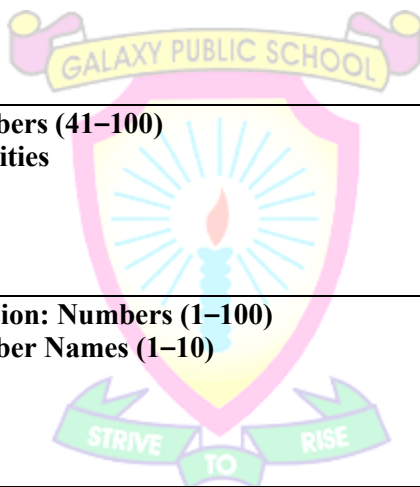 GALAXY PUBLIC SCHOOL
bers (41–100)
ities
ion: Numbers (1–100)
ber Names (1–10)
STRIVE
TO
RISE